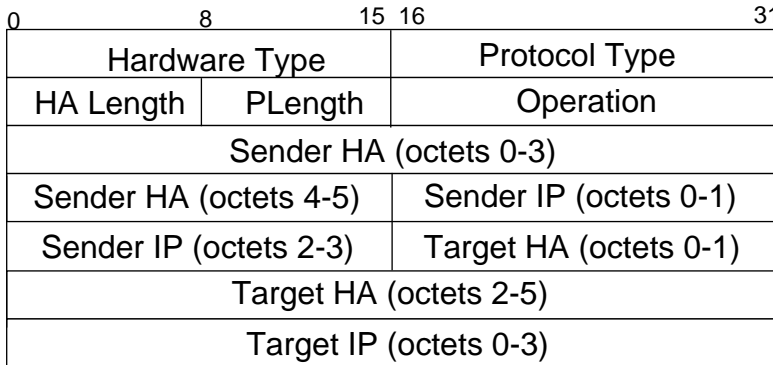 0 8 15 16 31
Hardware Type Protocol Type
HA Length PLength Operation
Sender HA (octets 0-3)
Sender HA (octets 4-5) Sender IP (octets 0-1)
Sender IP (octets 2-3) Target HA (octets 0-1)
Target HA (octets 2-5)
Target IP (octets 0-3)